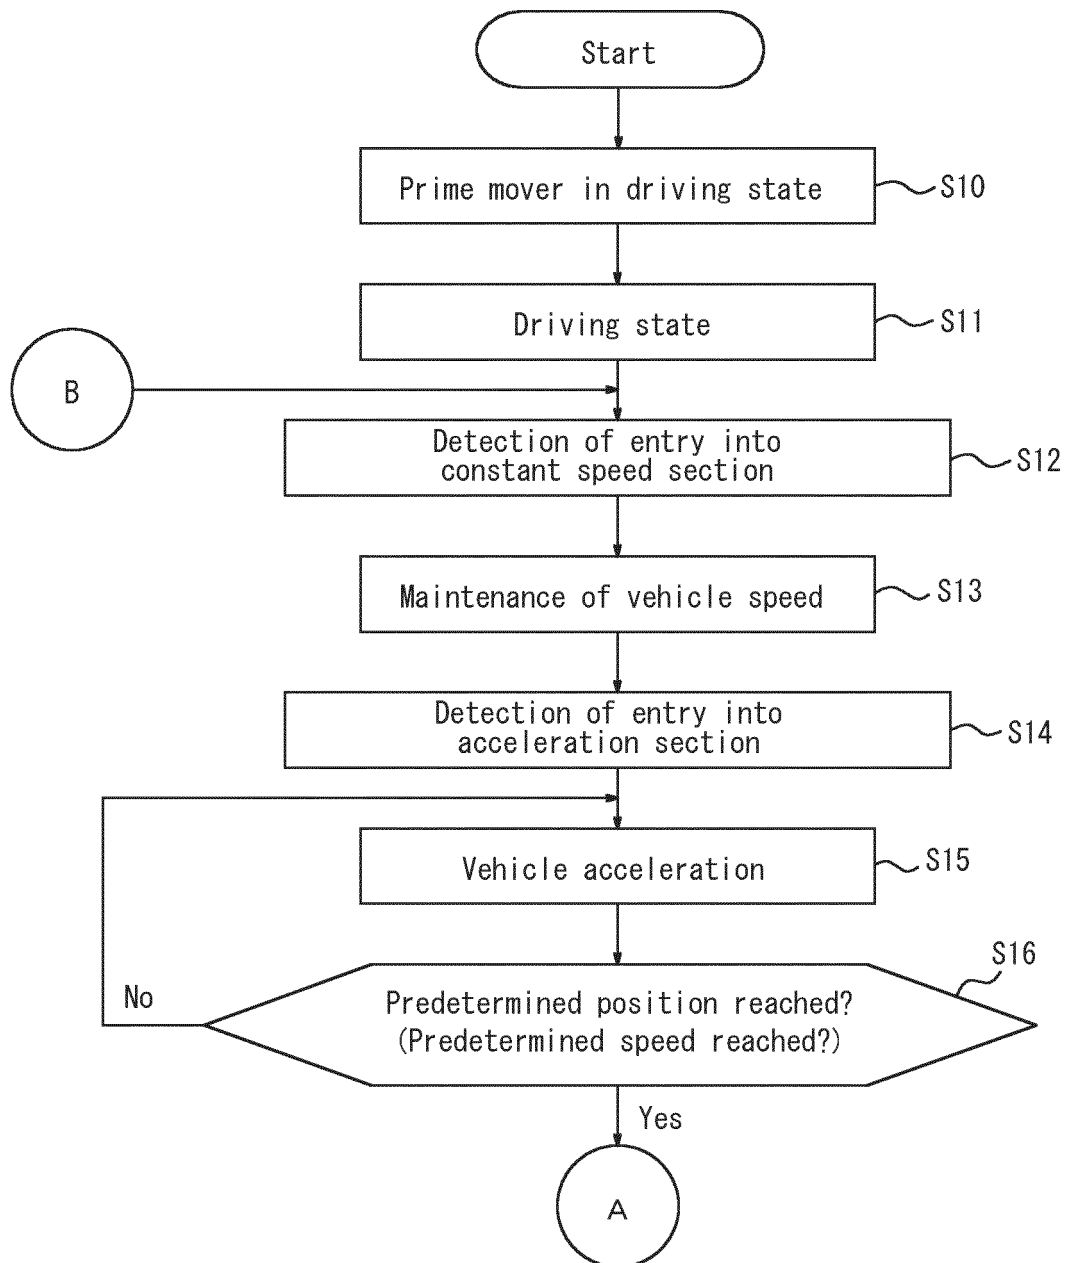 Start
Prime mover in driving state
S10
Driving state
S11
B
Detection of entry into
constant speed section
S12
Maintenance of vehicle speed
S13
Detection of entry into
acceleration section
S14
Vehicle acceleration
S15
S16
Predetermined position reached?
(Predetermined speed reached?)
No
Yes
A